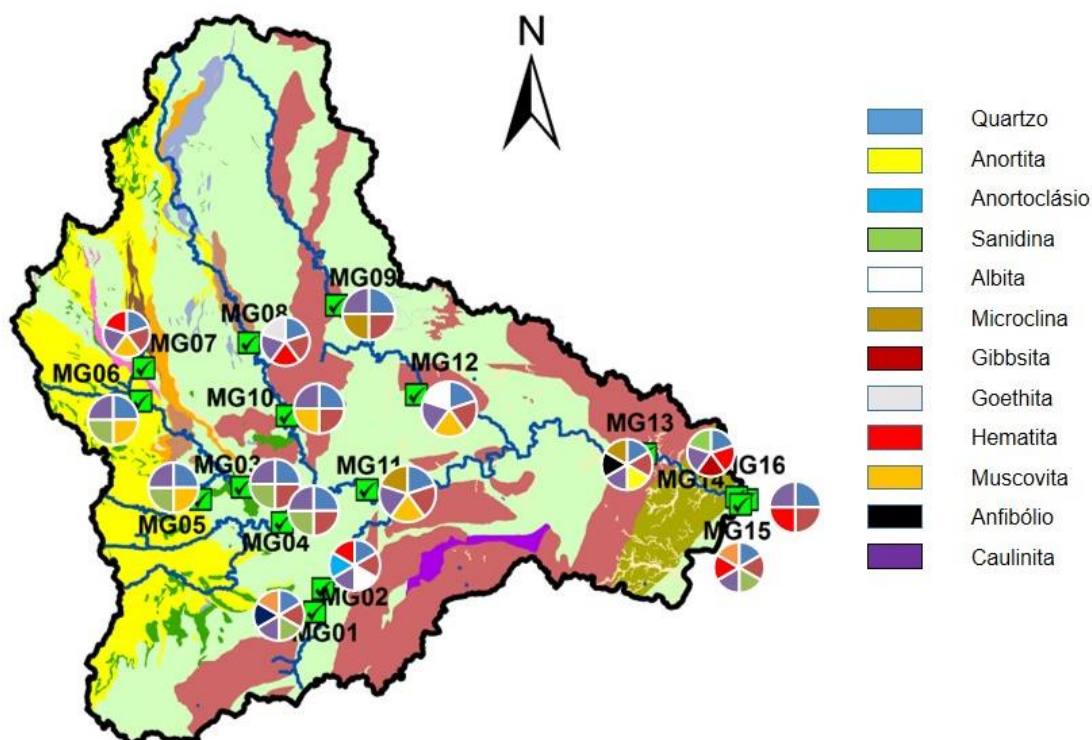 N
Quartzo
Anortita
Anortoclásio
Sanidina
Albita
Microclina
Gibbsita
Goethita
Hematita
Muscovita
Anfibólio
Caulinita
MG09
MG08
MG07
MG12
MG06
MG10
MG13
MG03
MG11
MG16
MG14
MG05
MG04
MG15
MG02
MG01